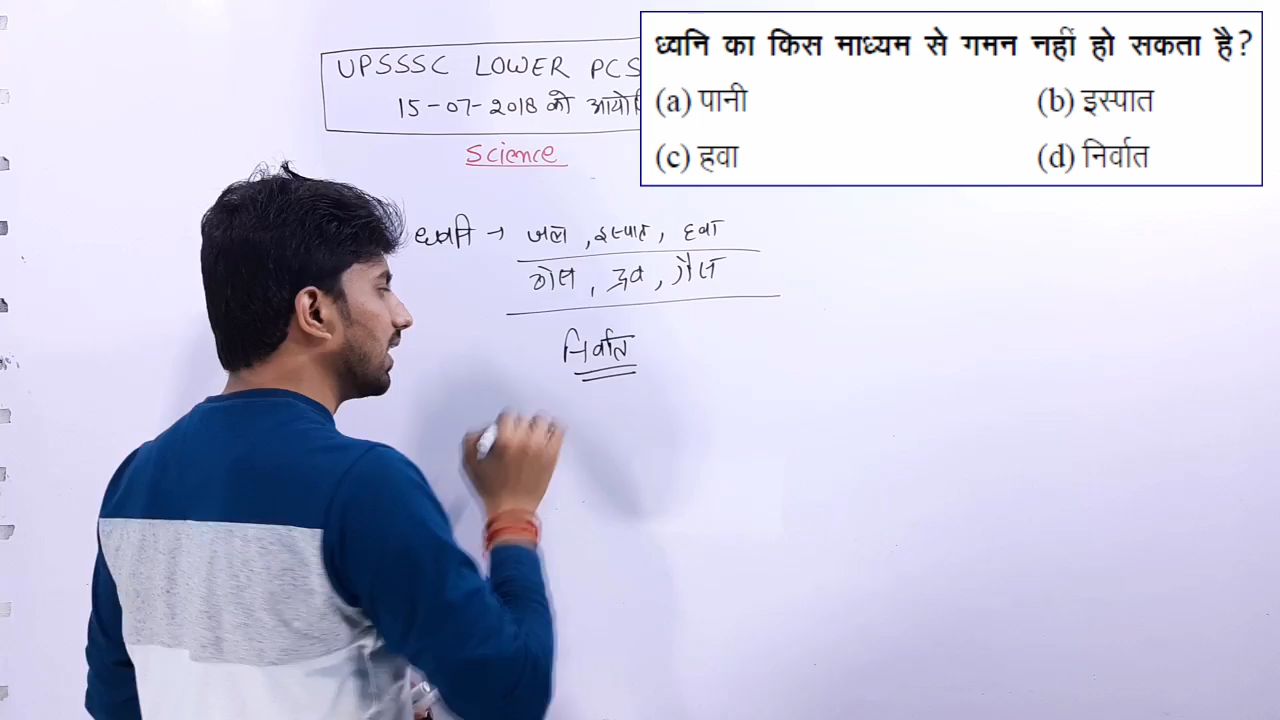 UPSSSC LOWER PCS
15-07-2018 को आयो
Science
ध्वनि का किस माध्यम से गमन नहीं हो सकता है?
(a) पानी (b) इस्पात
(c) हवा (d) निर्वात
ध्वनि → जल, इस्पात, हवा
ठोस, द्रव, गैस
निर्वात